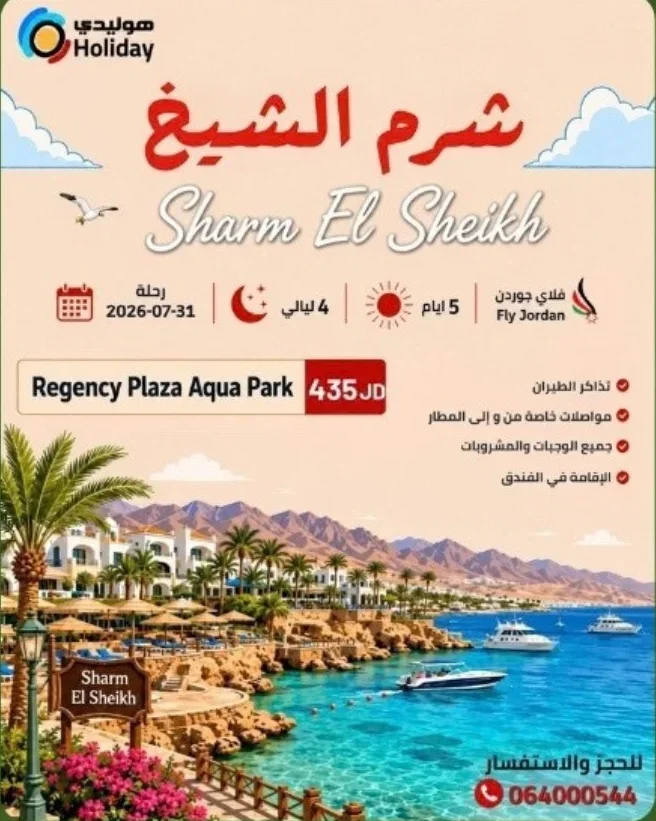 هوليدي
Holiday
شرم الشيخ
Sharm El Sheikh
رحلة
2026-07-31
4 ليالي
5 ايام
فلاي جوردن
Fly Jordan
Regency Plaza Aqua Park 435JD
تذاكر الطيران
مواصلات خاصة من و إلى المطار
جميع الوجبات والمشروبات
الإقامة في الفندق
Sharm
El Sheikh
للحجز والاستفسار
064000544